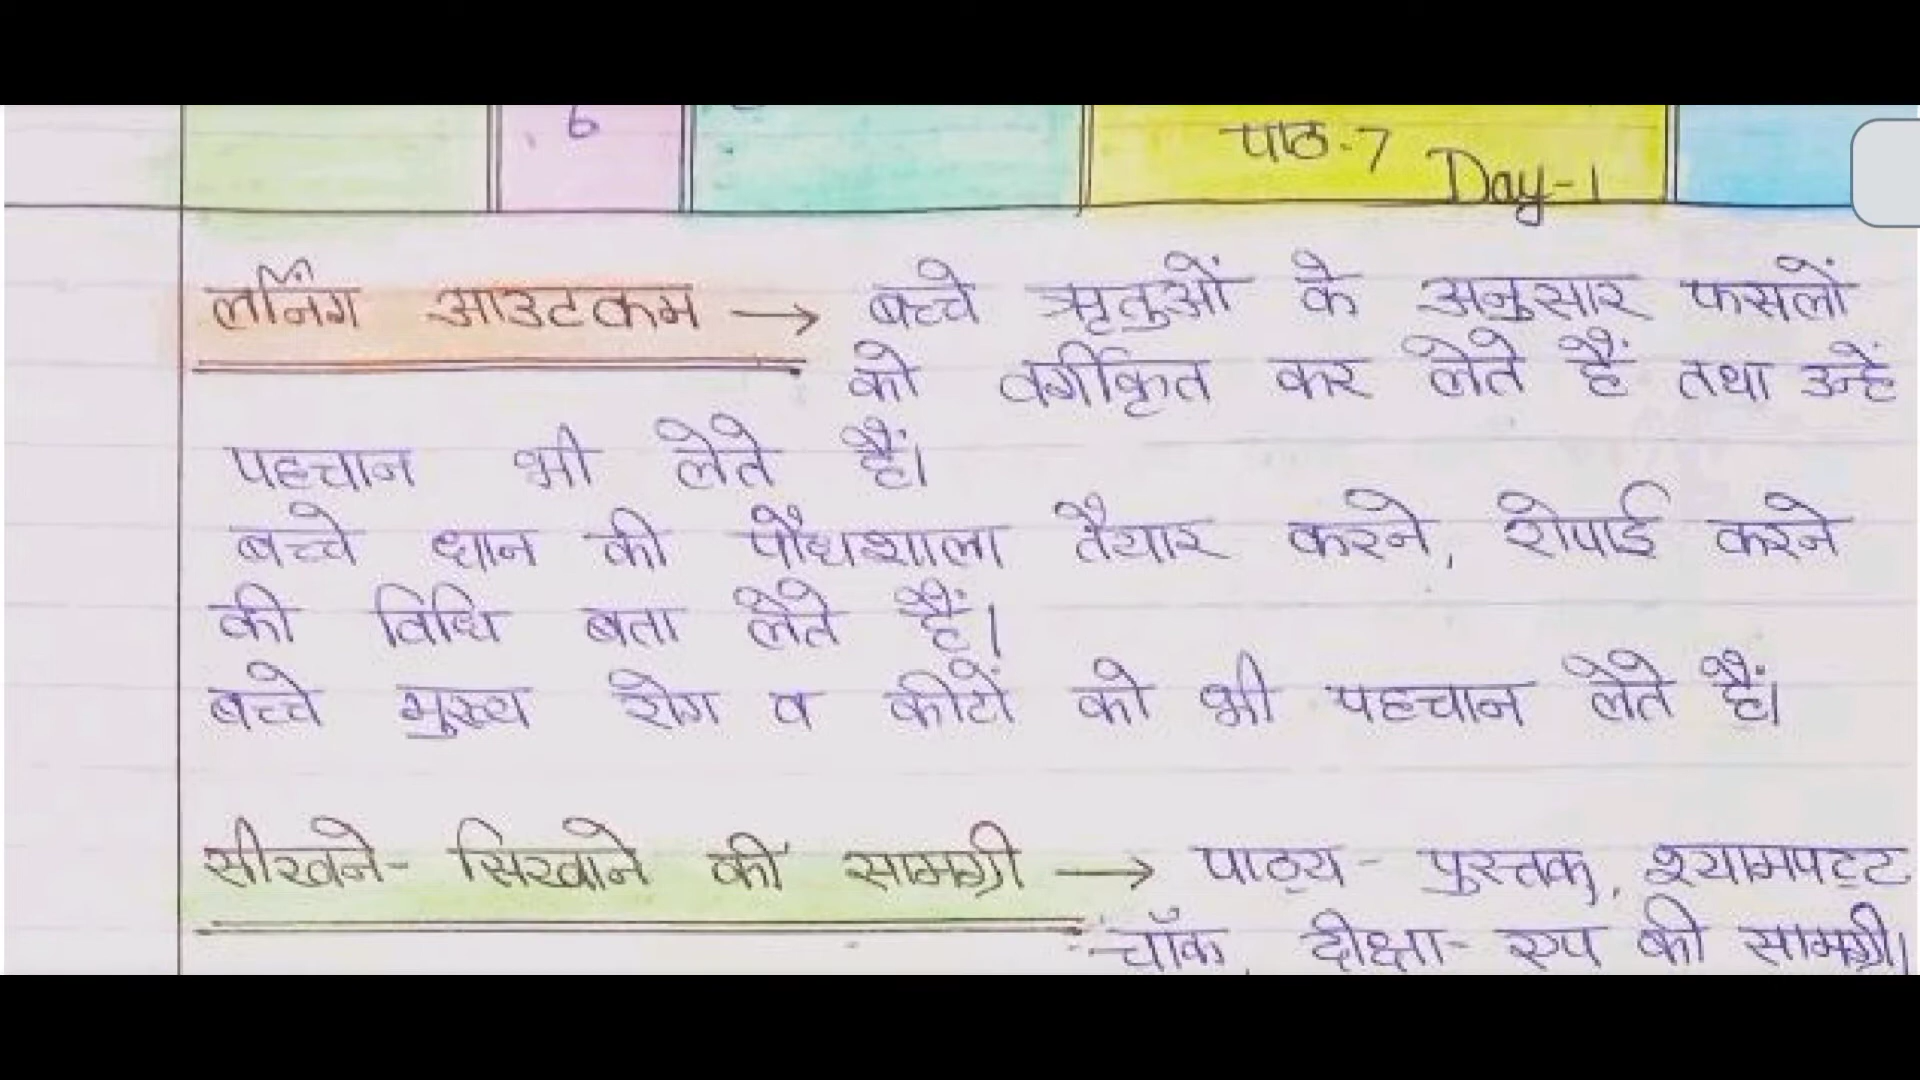 6
पाठ-7
Day-1
लर्निंग आउटकम → बच्चे ऋतुओं के अनुसार फसलों
को वर्गीकृत कर लेते हैं तथा उन्हें
पहचान भी लेते हैं।
बच्चे धान की पौधशाला तैयार करने, रोपाई करने
की विधि बता लेते हैं।
बच्चे मुख्य रोग व कीटों को भी पहचान लेते हैं।
सीखने-सिखाने की सामग्री → पाठ्य-पुस्तक, श्यामपट्ट
चॉक, दीक्षा-एप की सामग्री।